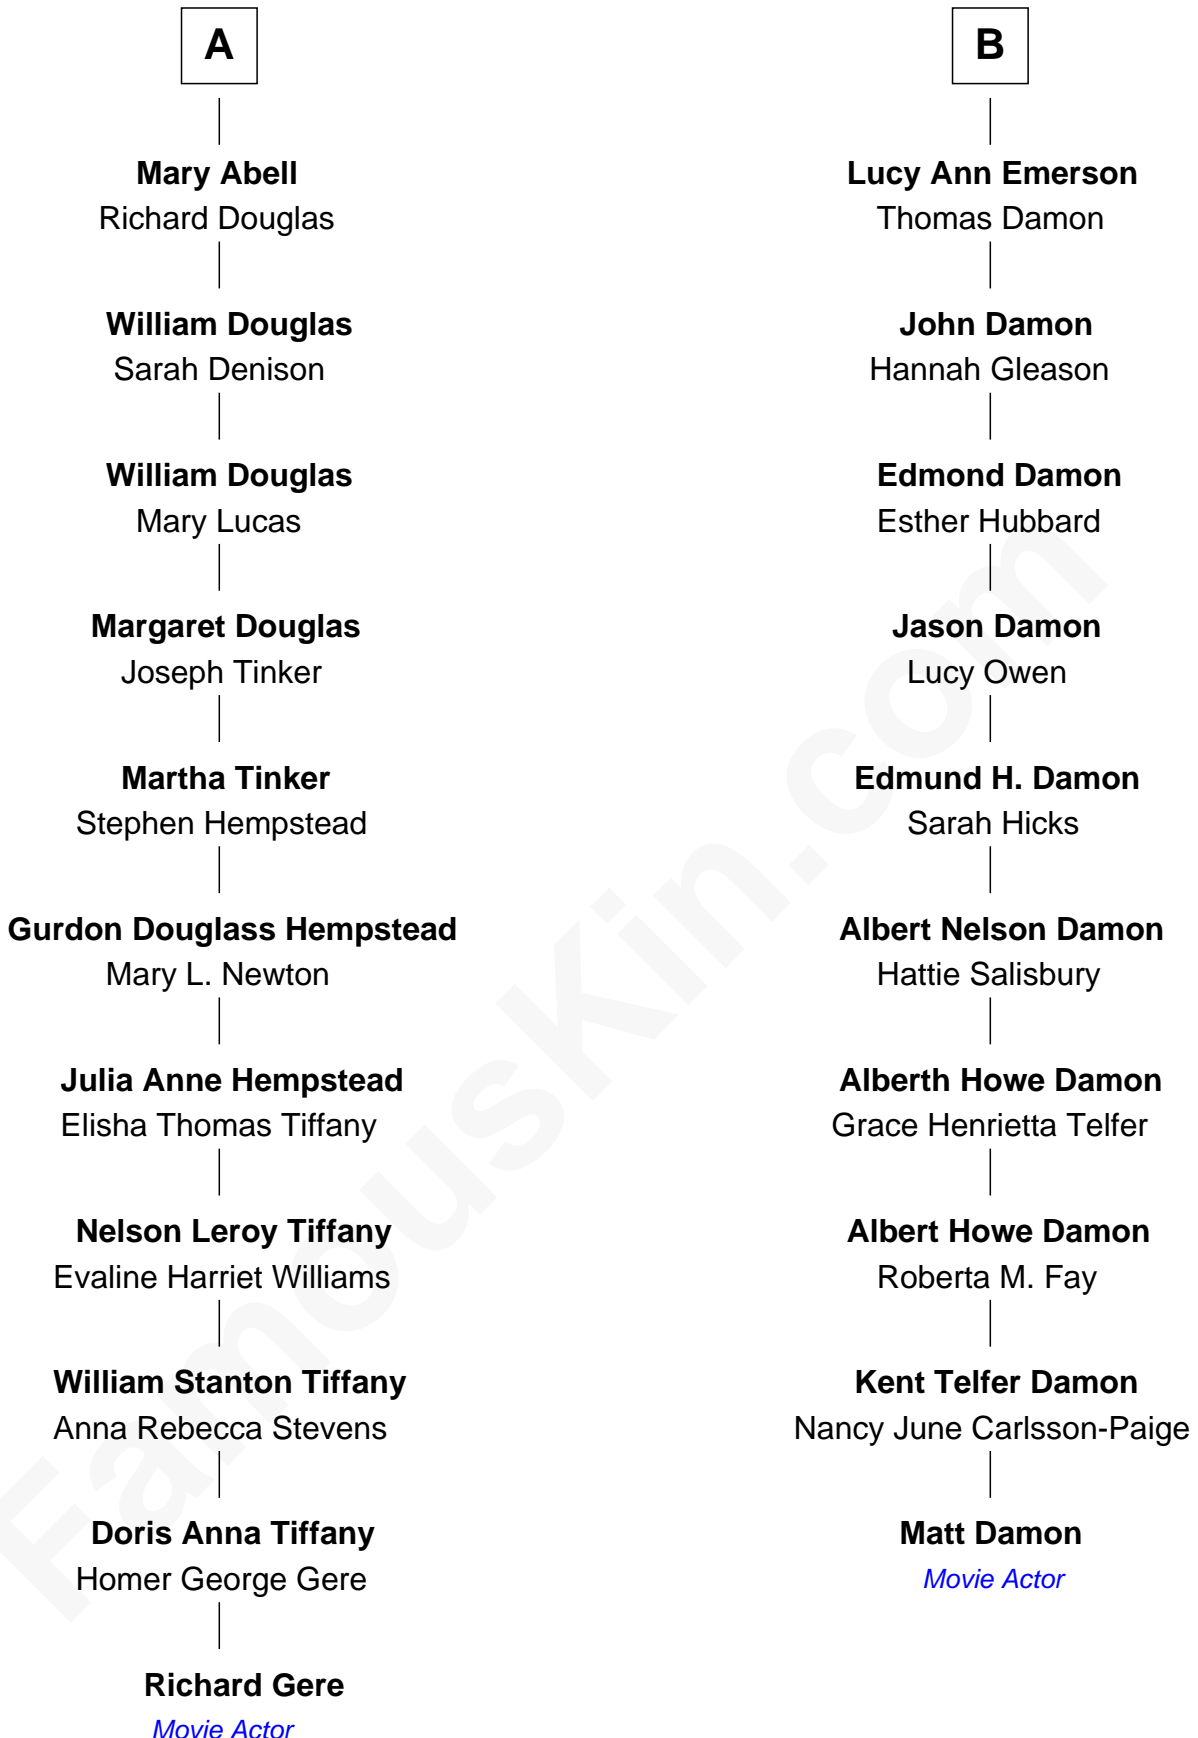 A
Mary Abell
Richard Douglas
William Douglas
Sarah Denison
William Douglas
Mary Lucas
Margaret Douglas
Joseph Tinker
Martha Tinker
Stephen Hempstead
Gurdon Douglass Hempstead
Mary L. Newton
Julia Anne Hempstead
Elisha Thomas Tiffany
Nelson Leroy Tiffany
Evaline Harriet Williams
William Stanton Tiffany
Anna Rebecca Stevens
Doris Anna Tiffany
Homer George Gere
Richard Gere
Movie Actor
B
Lucy Ann Emerson
Thomas Damon
John Damon
Hannah Gleason
Edmond Damon
Esther Hubbard
Jason Damon
Lucy Owen
Edmund H. Damon
Sarah Hicks
Albert Nelson Damon
Hattie Salisbury
Alberth Howe Damon
Grace Henrietta Telfer
Albert Howe Damon
Roberta M. Fay
Kent Telfer Damon
Nancy June Carlsson-Paige
Matt Damon
Movie Actor
FamousKin.com